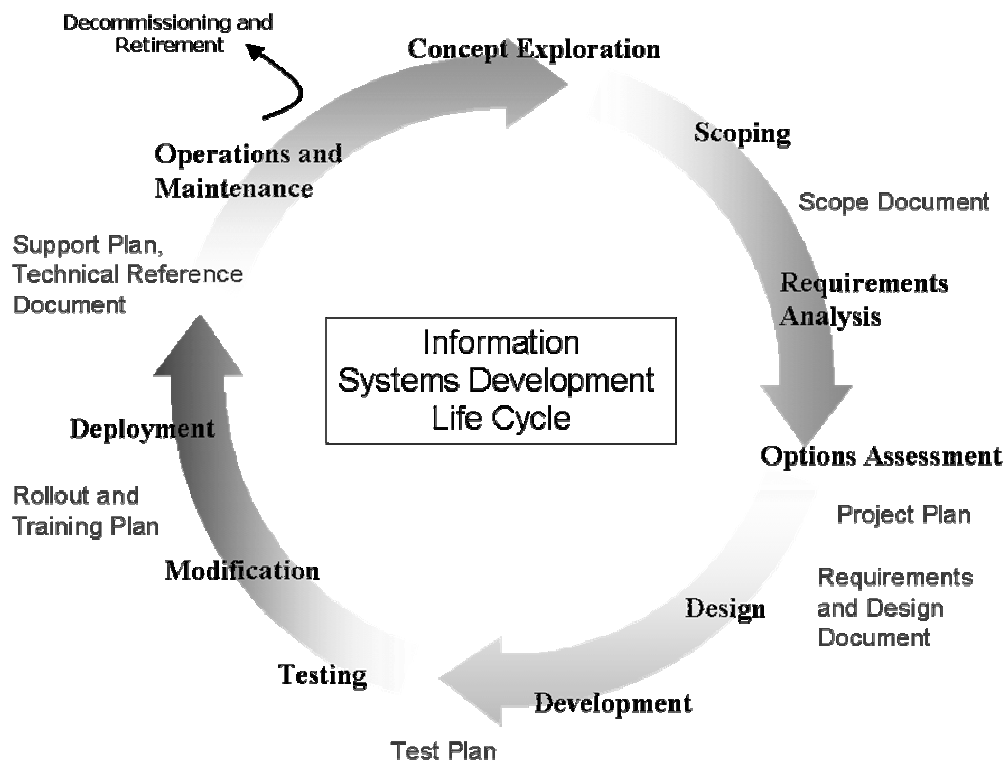 Decommissioning and
Retirement
Concept Exploration
Scoping
Scope Document
Requirements
Analysis
Options Assessment
Project Plan
Requirements
and Design
Document
Design
Development
Test Plan
Testing
Modification
Rollout and
Training Plan
Deployment
Support Plan,
Technical Reference
Document
Operations and
Maintenance
Information
Systems Development
Life Cycle